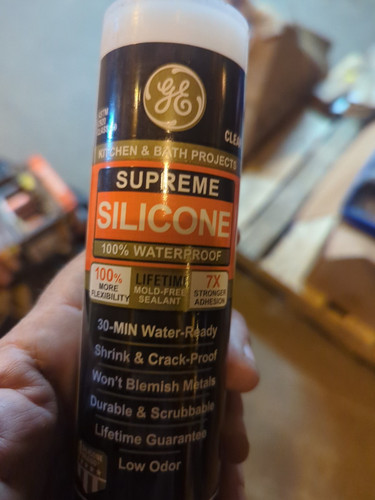 GE
CLEA
KITCHEN & BATH PROJECTS
SUPREME
SILICONE
100% WATERPROOF
100%
MORE
FLEXIBILITY
LIFETIME
MOLD-FREE
SEALANT
7X
STRONGER
ADHESION
30-MIN Water-Ready
Shrink & Crack-Proof
Won't Blemish Metals
Durable & Scrubbable
Lifetime Guarantee
Low Odor